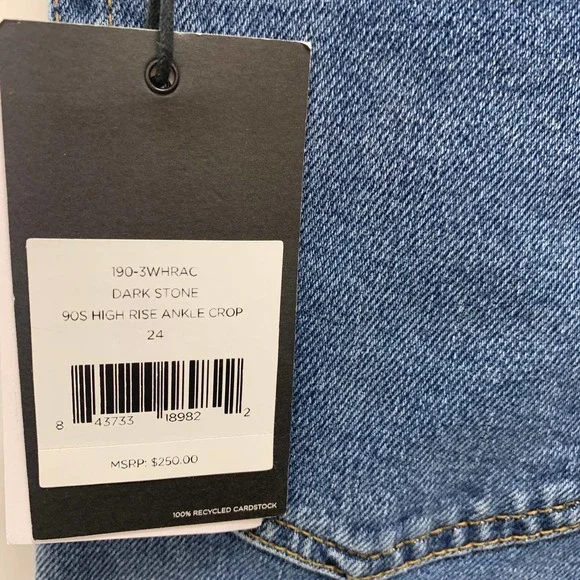 190-3WHRAC
DARK STONE
90S HIGH RISE ANKLE CROP
24
8 43733 18982 2
MSRP: $250.00
100% RECYCLED CARDSTOCK